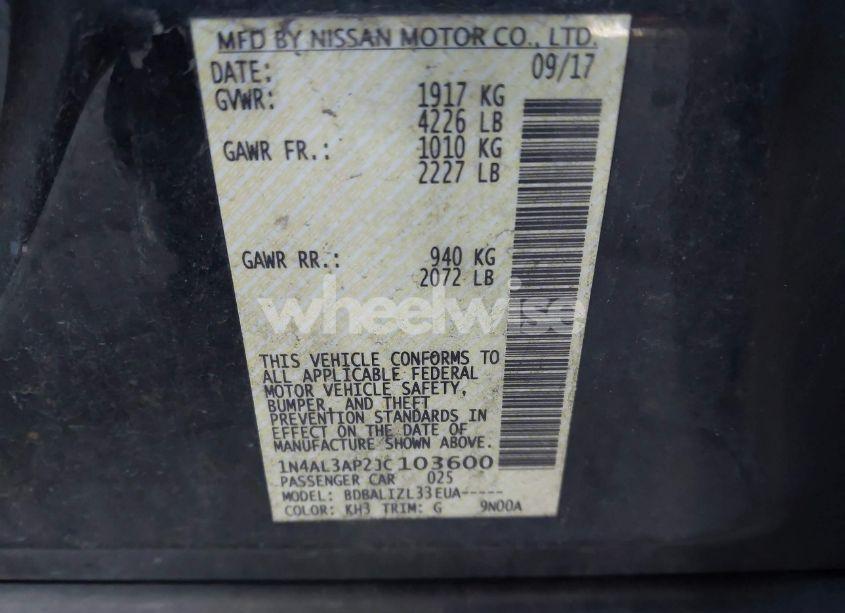 MFD BY NISSAN MOTOR CO., LTD.
DATE: 09/17
GVWR: 1917 KG
4226 LB
GAWR FR.: 1010 KG
2227 LB
GAWR RR.: 940 KG
2072 LB
wheelwise
THIS VEHICLE CONFORMS TO
ALL APPLICABLE FEDERAL
MOTOR VEHICLE SAFETY,
BUMPER, AND THEFT
PREVENTION STANDARDS IN
EFFECT ON THE DATE OF
MANUFACTURE SHOWN ABOVE.
1N4AL3AP2JC103600
PASSENGER CAR 025
MODEL: BDBALIZL33EUA-----
COLOR: KH3 TRIM: G 9N00A